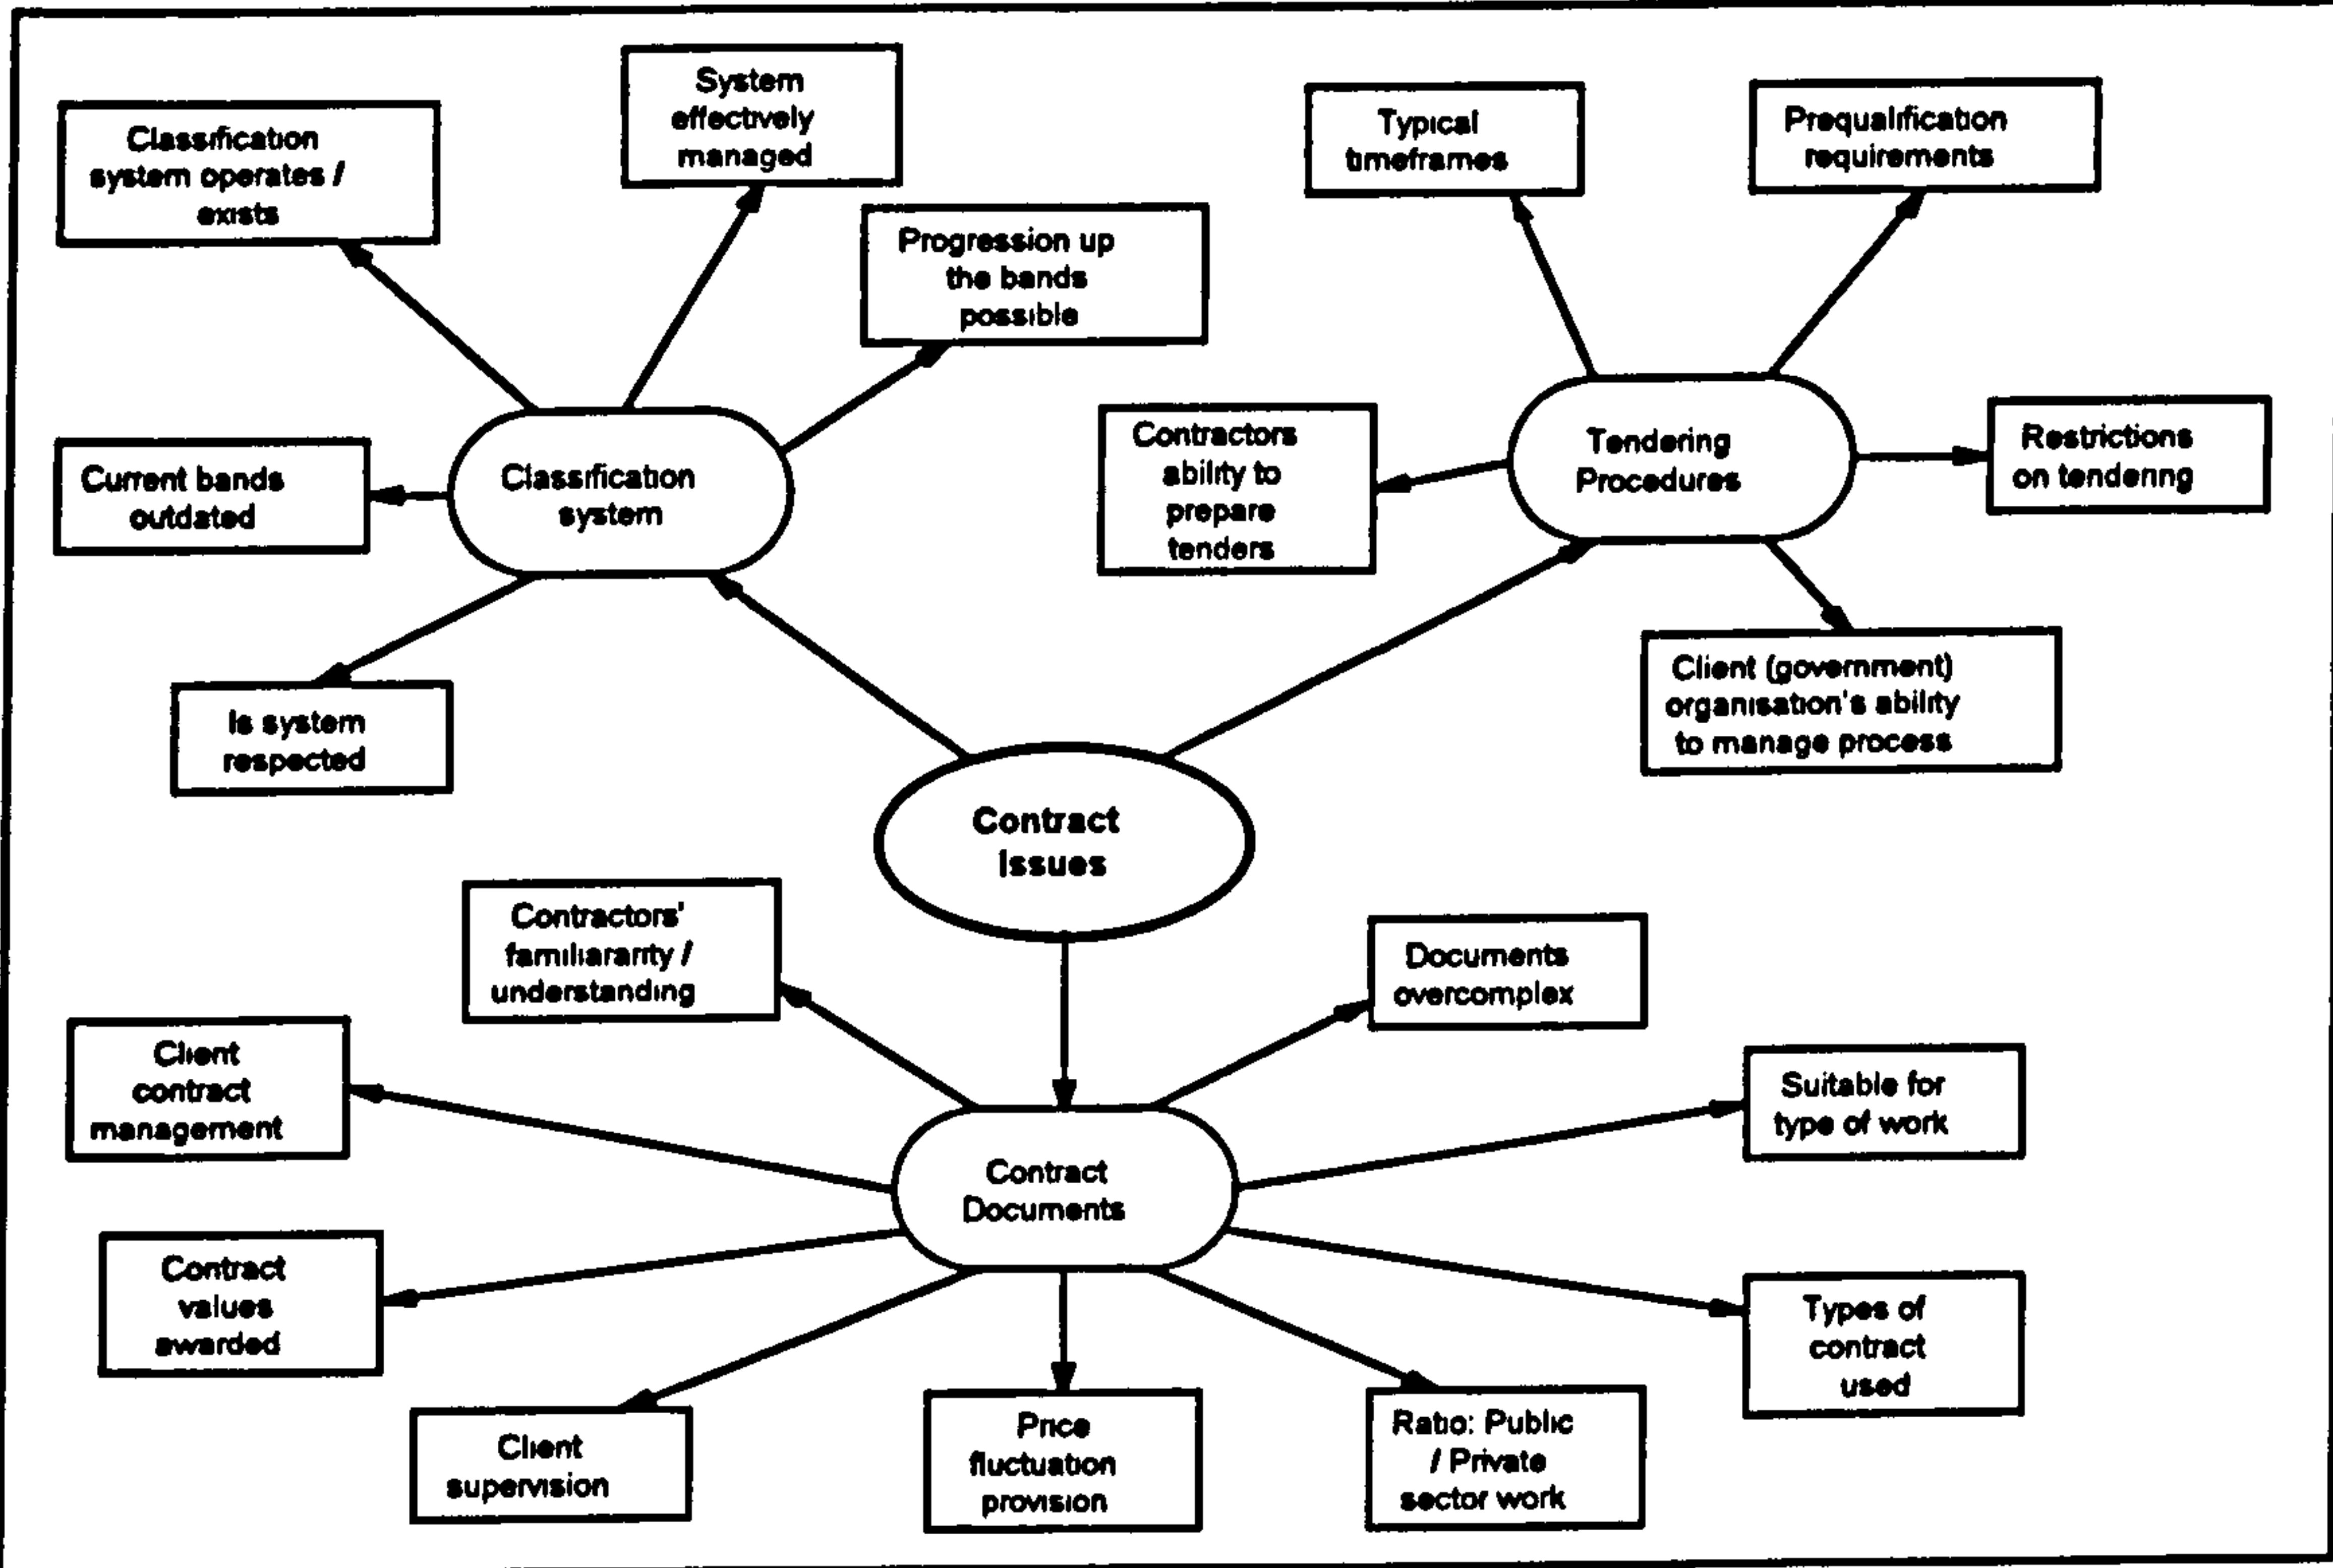 System
effectively
managed
Classification
system operates /
exists
Progression up
the bands
possible
Current bands
outdated
Classification
system
Is system
respected
Typical
timeframes
Prequalification
requirements
Contractors
ability to
prepare
tenders
Tendering
Procedures
Restrictions
on tendering
Client (government)
organisation's ability
to manage process
Contract
Issues
Contractors'
familiararity /
understanding
Documents
overcomplex
Client
contract
management
Suitable for
type of work
Contract
Documents
Contract
values
awarded
Types of
contract
used
Client
supervision
Price
fluctuation
provision
Ratio: Public
/ Private
sector work